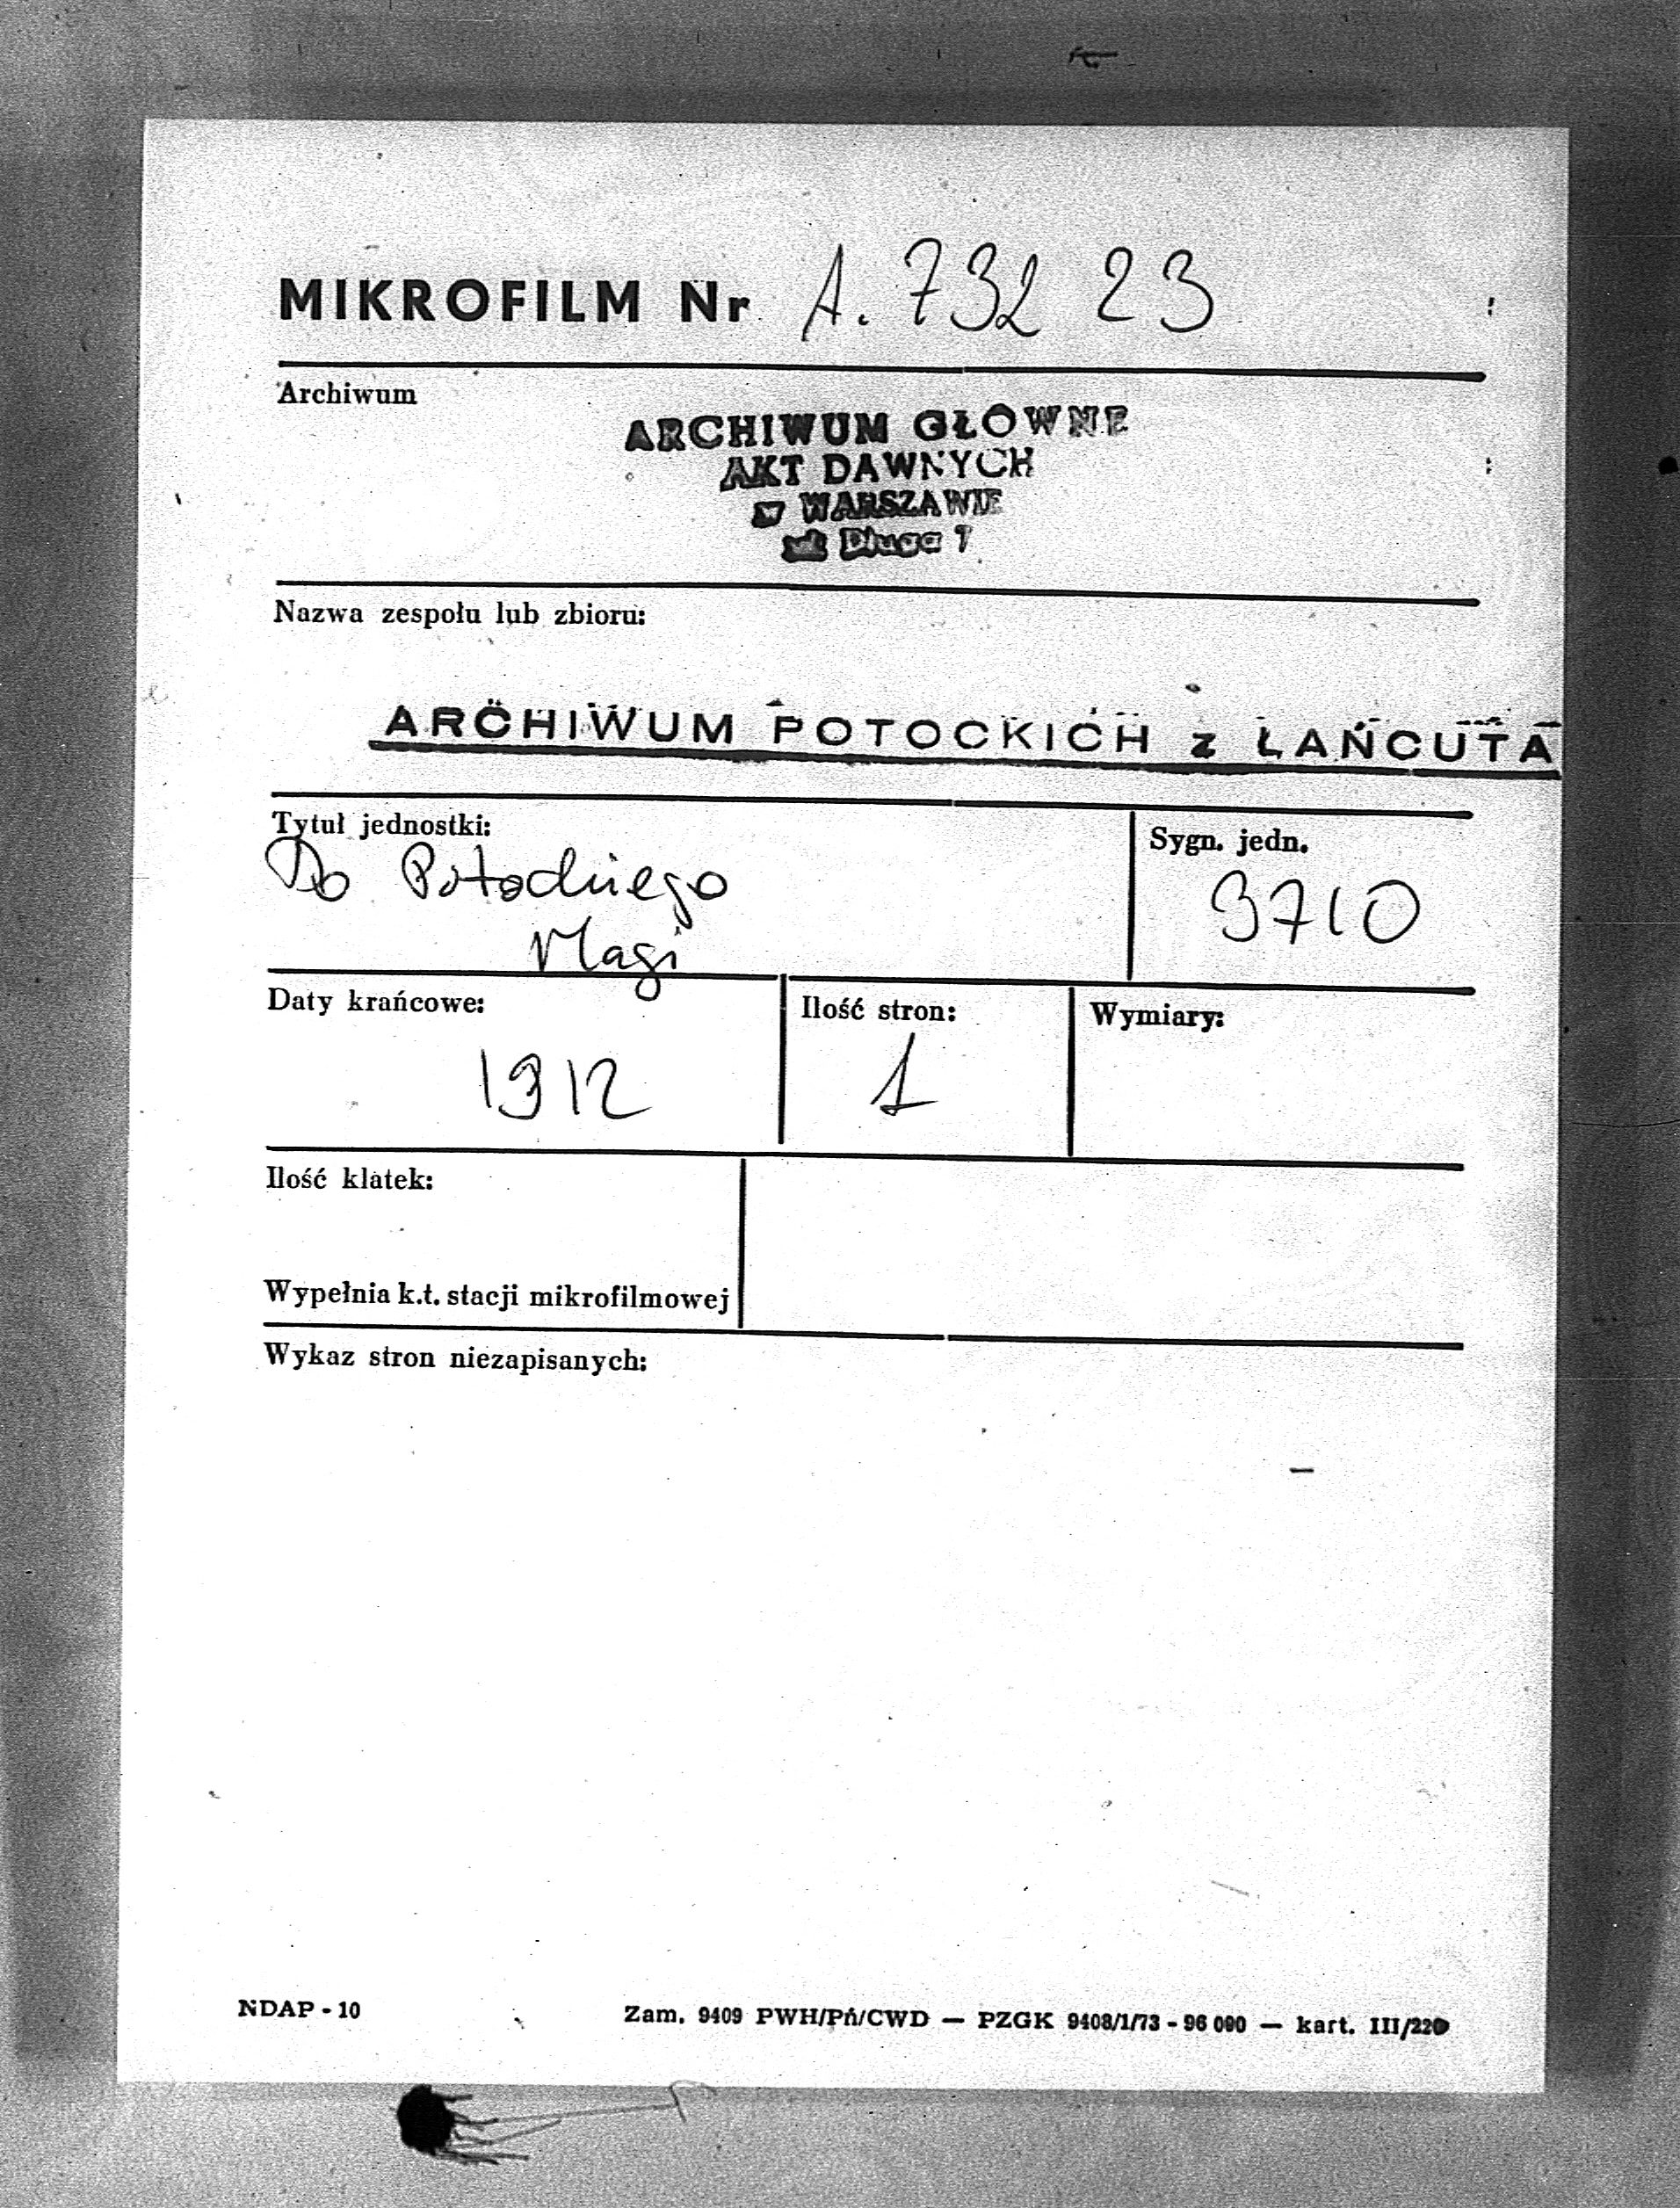 MIKROFILM Nr A. 732 23
Archiwum
ARCHIWUM GŁÓWNE
AKT DAWNYCH
w WARSZAWIE
ul. Długa 7
Nazwa zespołu lub zbioru:
ARCHIWUM POTOCKICH z ŁAŃCUTA
Tytuł jednostki:
Do Potockiego
Magi
Sygn. jedn.
3710
Daty krańcowe:
1912
Ilość stron:
1
Wymiary:
Ilość klatek:
Wypełnia k.t. stacji mikrofilmowej
Wykaz stron niezapisanych:
NDAP - 10
Zam. 9409 PWH/Pń/CWD — PZGK 9408/1/73 - 96 000 — kart. III/220